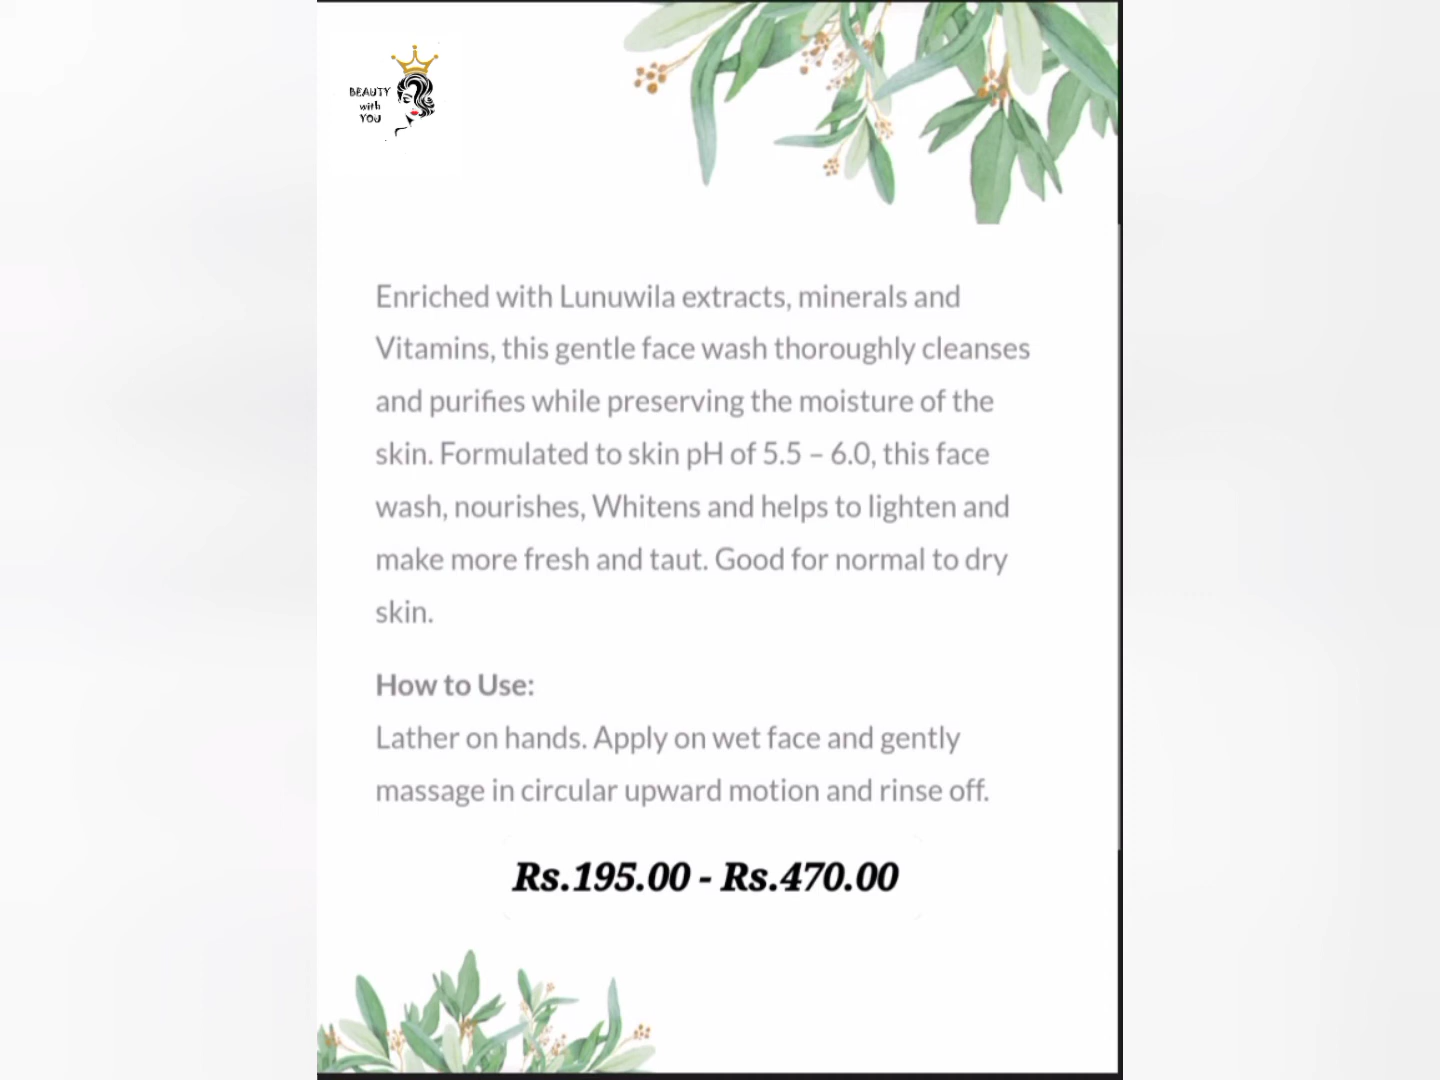 BEAUTY
with
YOU
Enriched with Lunuwila extracts, minerals and
Vitamins, this gentle face wash thoroughly cleanses
and purifies while preserving the moisture of the
skin. Formulated to skin pH of 5.5 – 6.0, this face
wash, nourishes, Whitens and helps to lighten and
make more fresh and taut. Good for normal to dry
skin.
How to Use:
Lather on hands. Apply on wet face and gently
massage in circular upward motion and rinse off.
Rs.195.00 - Rs.470.00